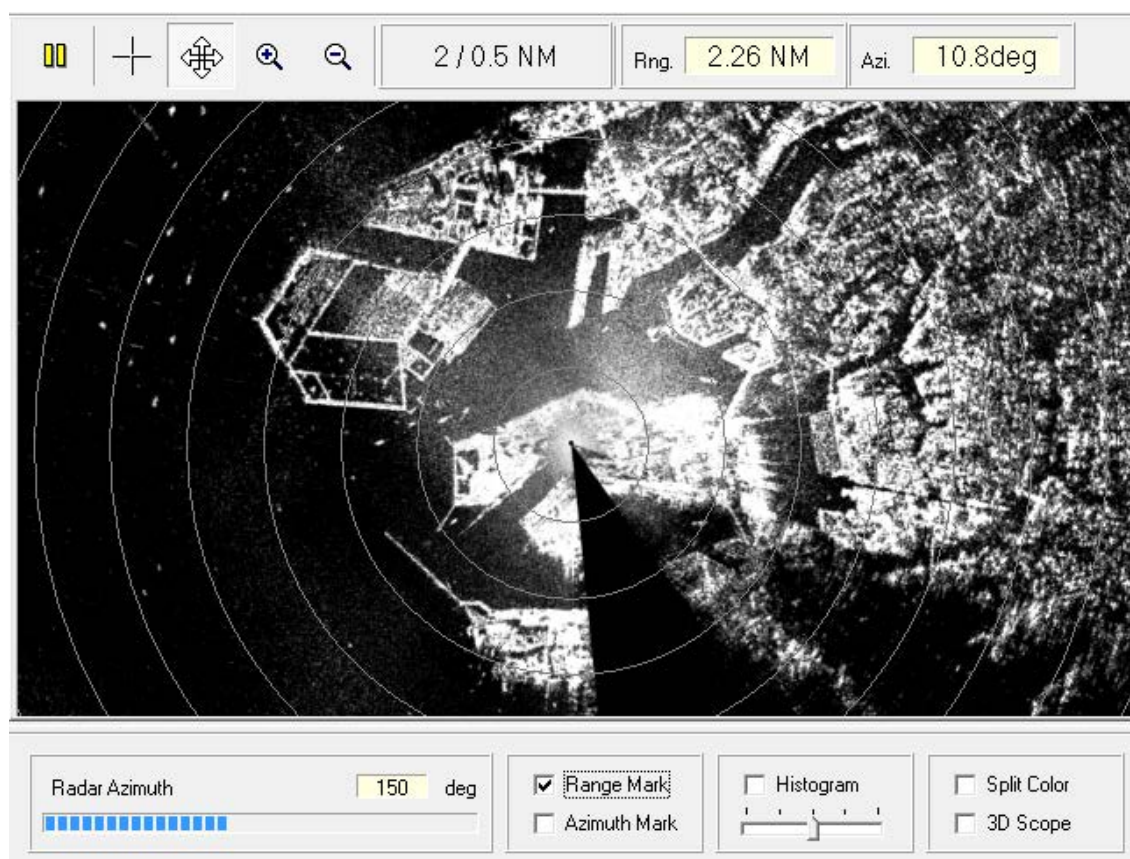 2 / 0.5 NM
Rng. 2.26 NM
Azi. 10.8deg
Radar Azimuth 150 deg
Range Mark
Azimuth Mark
Histogram
Split Color
3D Scope